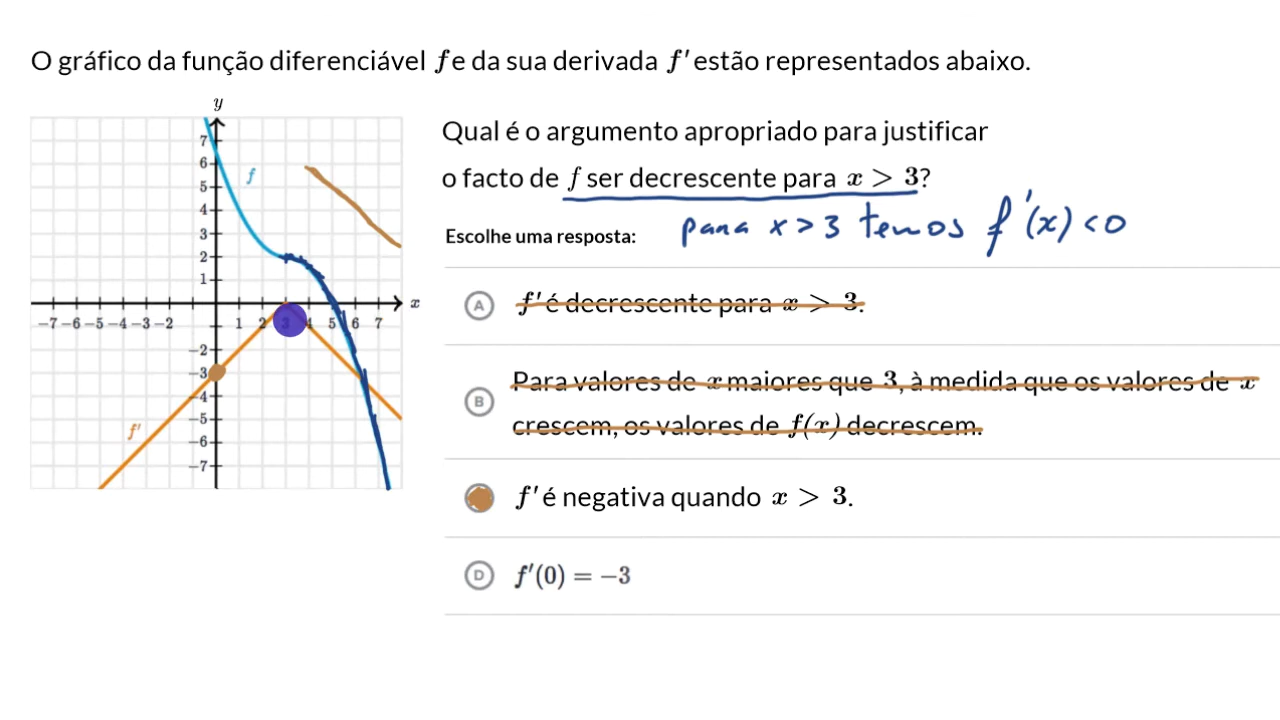 O gráfico da função diferenciável f e da sua derivada f' estão representados abaixo.
y
7
6
5
4
3
2
1
f
x
-7 -6 -5 -4 -3 -2 1 2 3 4 5 6 7
-2
-3
-4
-5
-6
-7
f'
Qual é o argumento apropriado para justificar
o facto de f ser decrescente para x > 3?
para x > 3 temos f'(x) < 0
Escolhe uma resposta:
A f' é decrescente para x > 3.
B Para valores de x maiores que 3, à medida que os valores de x
crescem, os valores de f(x) decrescem.
f' é negativa quando x > 3.
D f'(0) = -3